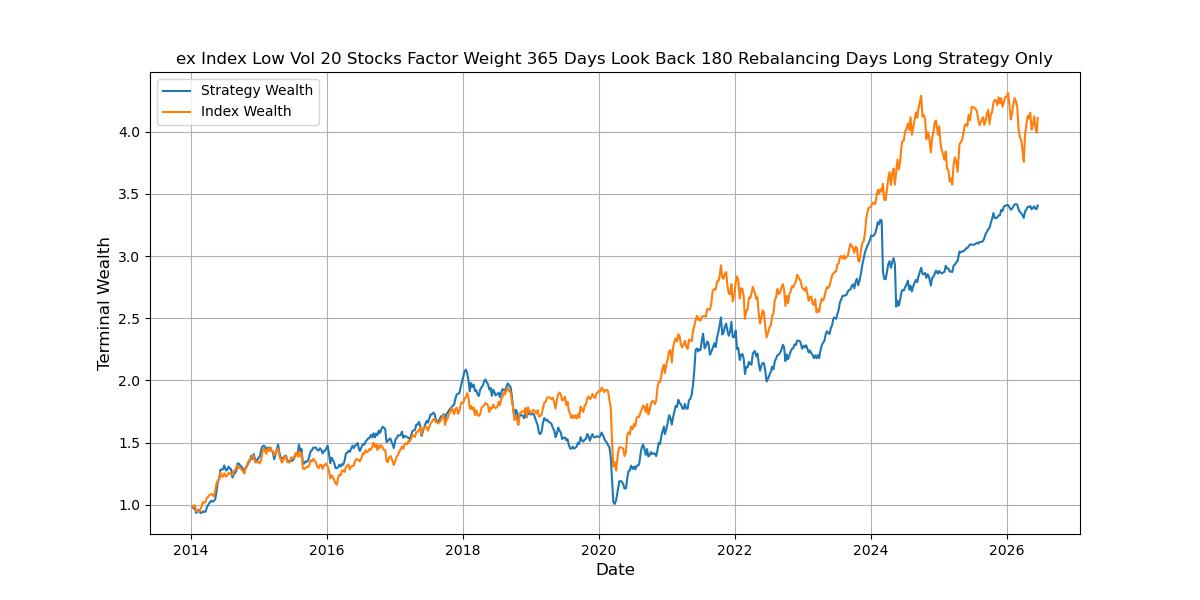 ex Index Low Vol 20 Stocks Factor Weight 365 Days Look Back 180 Rebalancing Days Long Strategy Only
Strategy Wealth
Index Wealth
Terminal Wealth
4.0
3.5
3.0
2.5
2.0
1.5
1.0
2014 2016 2018 2020 2022 2024 2026
Date